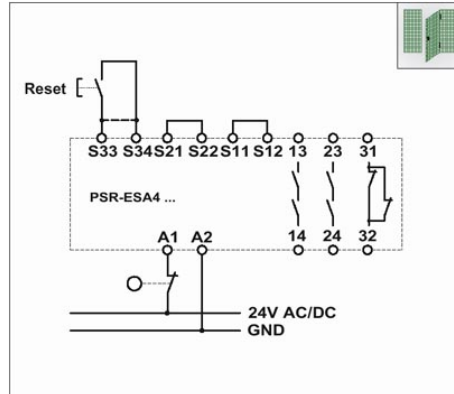 Reset
S33 S34 S21 S22 S11 S12 13 23 31
PSR-ESA4 ...
14 24 32
A1 A2
24V AC/DC
GND